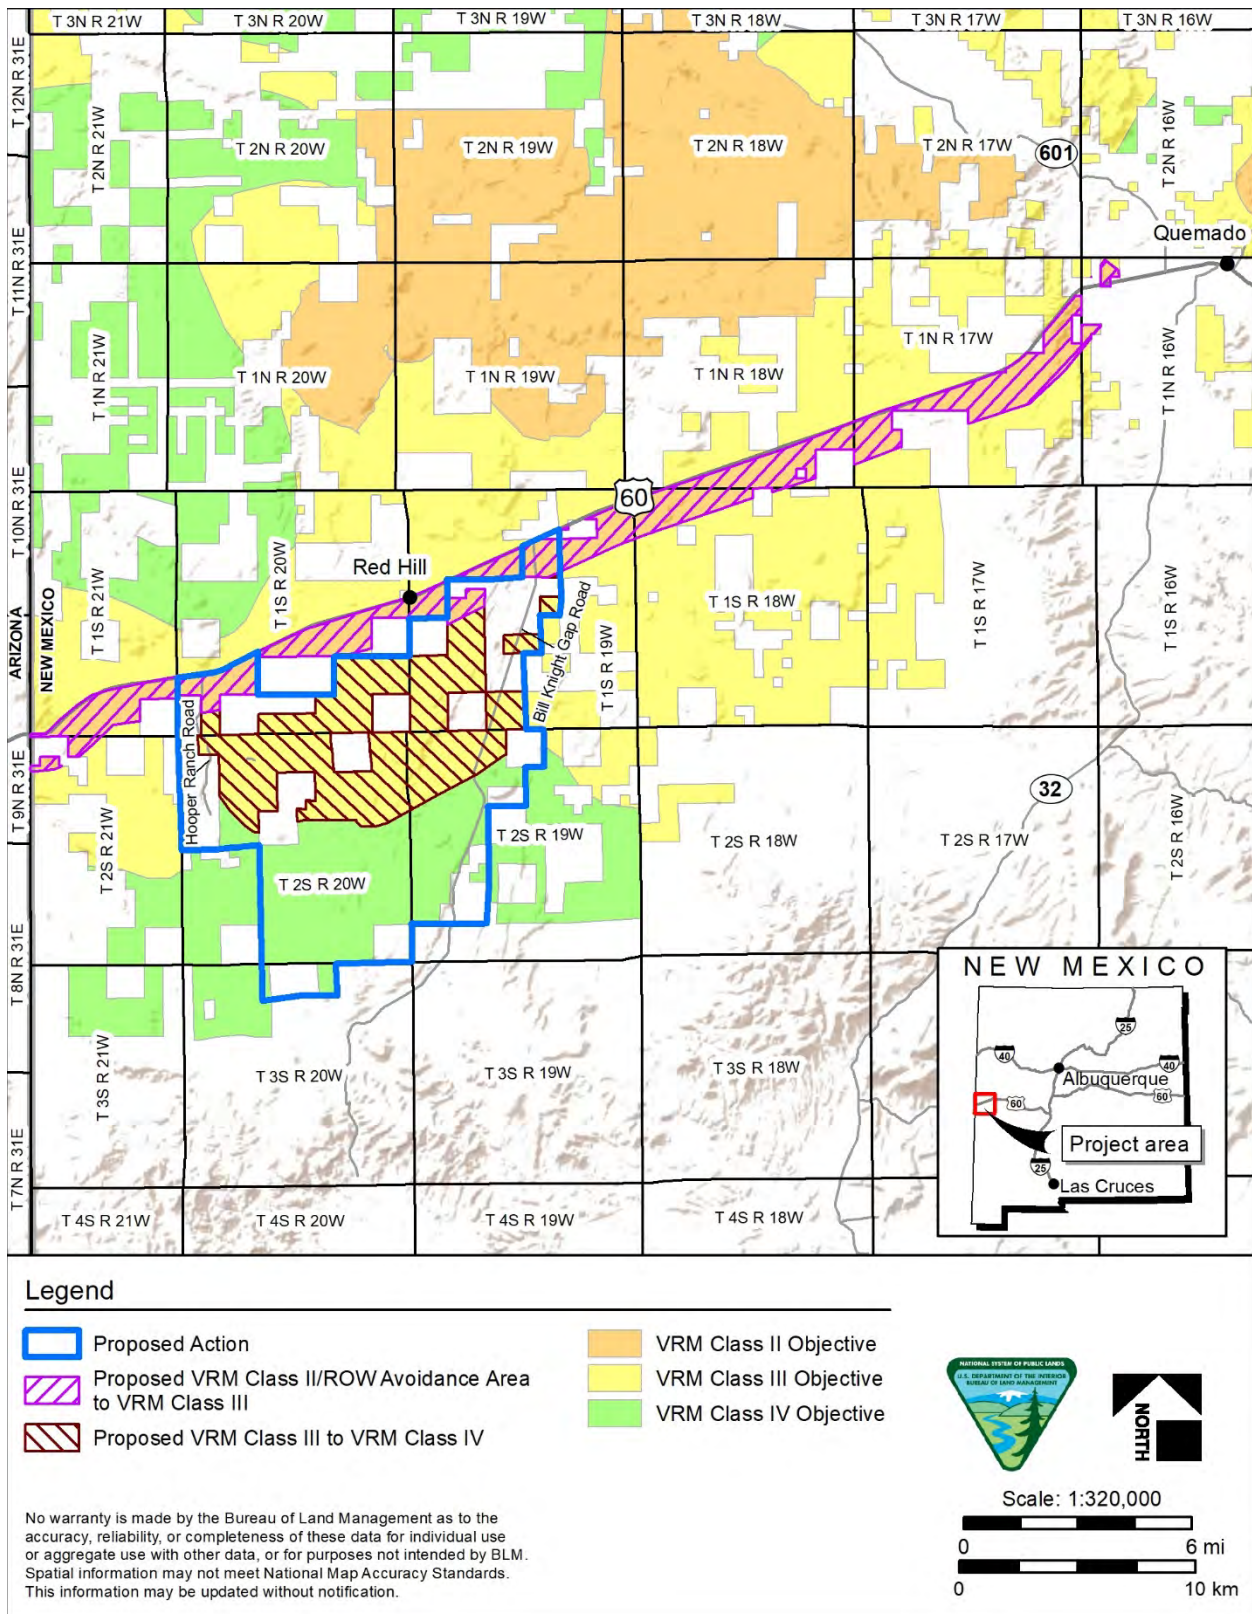 T 3N R 21W
T 3N R 20W
T 3N R 19W
T 3N R 18W
T 3N R 17W
T 3N R 16W
T 12N R 31E
T 2N R 21W
T 2N R 20W
T 2N R 19W
T 2N R 18W
T 2N R 17W
601
T 2N R 16W
Quemado
T 11N R 31E
T 1N R 21W
T 1N R 20W
T 1N R 19W
T 1N R 18W
T 1N R 17W
T 1N R 16W
T 10N R 31E
60
Red Hill
ARIZONA
NEW MEXICO
T 1S R 21W
T 1S R 20W
Bill Knight Gap Road
T 1S R 19W
T 1S R 18W
T 1S R 17W
T 1S R 16W
Hooper Ranch Road
T 9N R 31E
32
T 2S R 21W
T 2S R 20W
T 2S R 19W
T 2S R 18W
T 2S R 17W
T 2S R 16W
T 8N R 31E
T 3S R 21W
T 3S R 20W
T 3S R 19W
T 3S R 18W
T 7N R 31E
T 4S R 21W
T 4S R 20W
T 4S R 19W
T 4S R 18W
NEW MEXICO
25
40
40
Albuquerque
60
60
Project area
25
Las Cruces
Legend
Proposed Action
Proposed VRM Class II/ROW Avoidance Area
to VRM Class III
Proposed VRM Class III to VRM Class IV
VRM Class II Objective
VRM Class III Objective
VRM Class IV Objective
NATIONAL SYSTEM OF PUBLIC LANDS
U.S. DEPARTMENT OF THE INTERIOR
BUREAU OF LAND MANAGEMENT
NORTH
Scale: 1:320,000
0 6 mi
0 10 km
No warranty is made by the Bureau of Land Management as to the
accuracy, reliability, or completeness of these data for individual use
or aggregate use with other data, or for purposes not intended by BLM.
Spatial information may not meet National Map Accuracy Standards.
This information may be updated without notification.